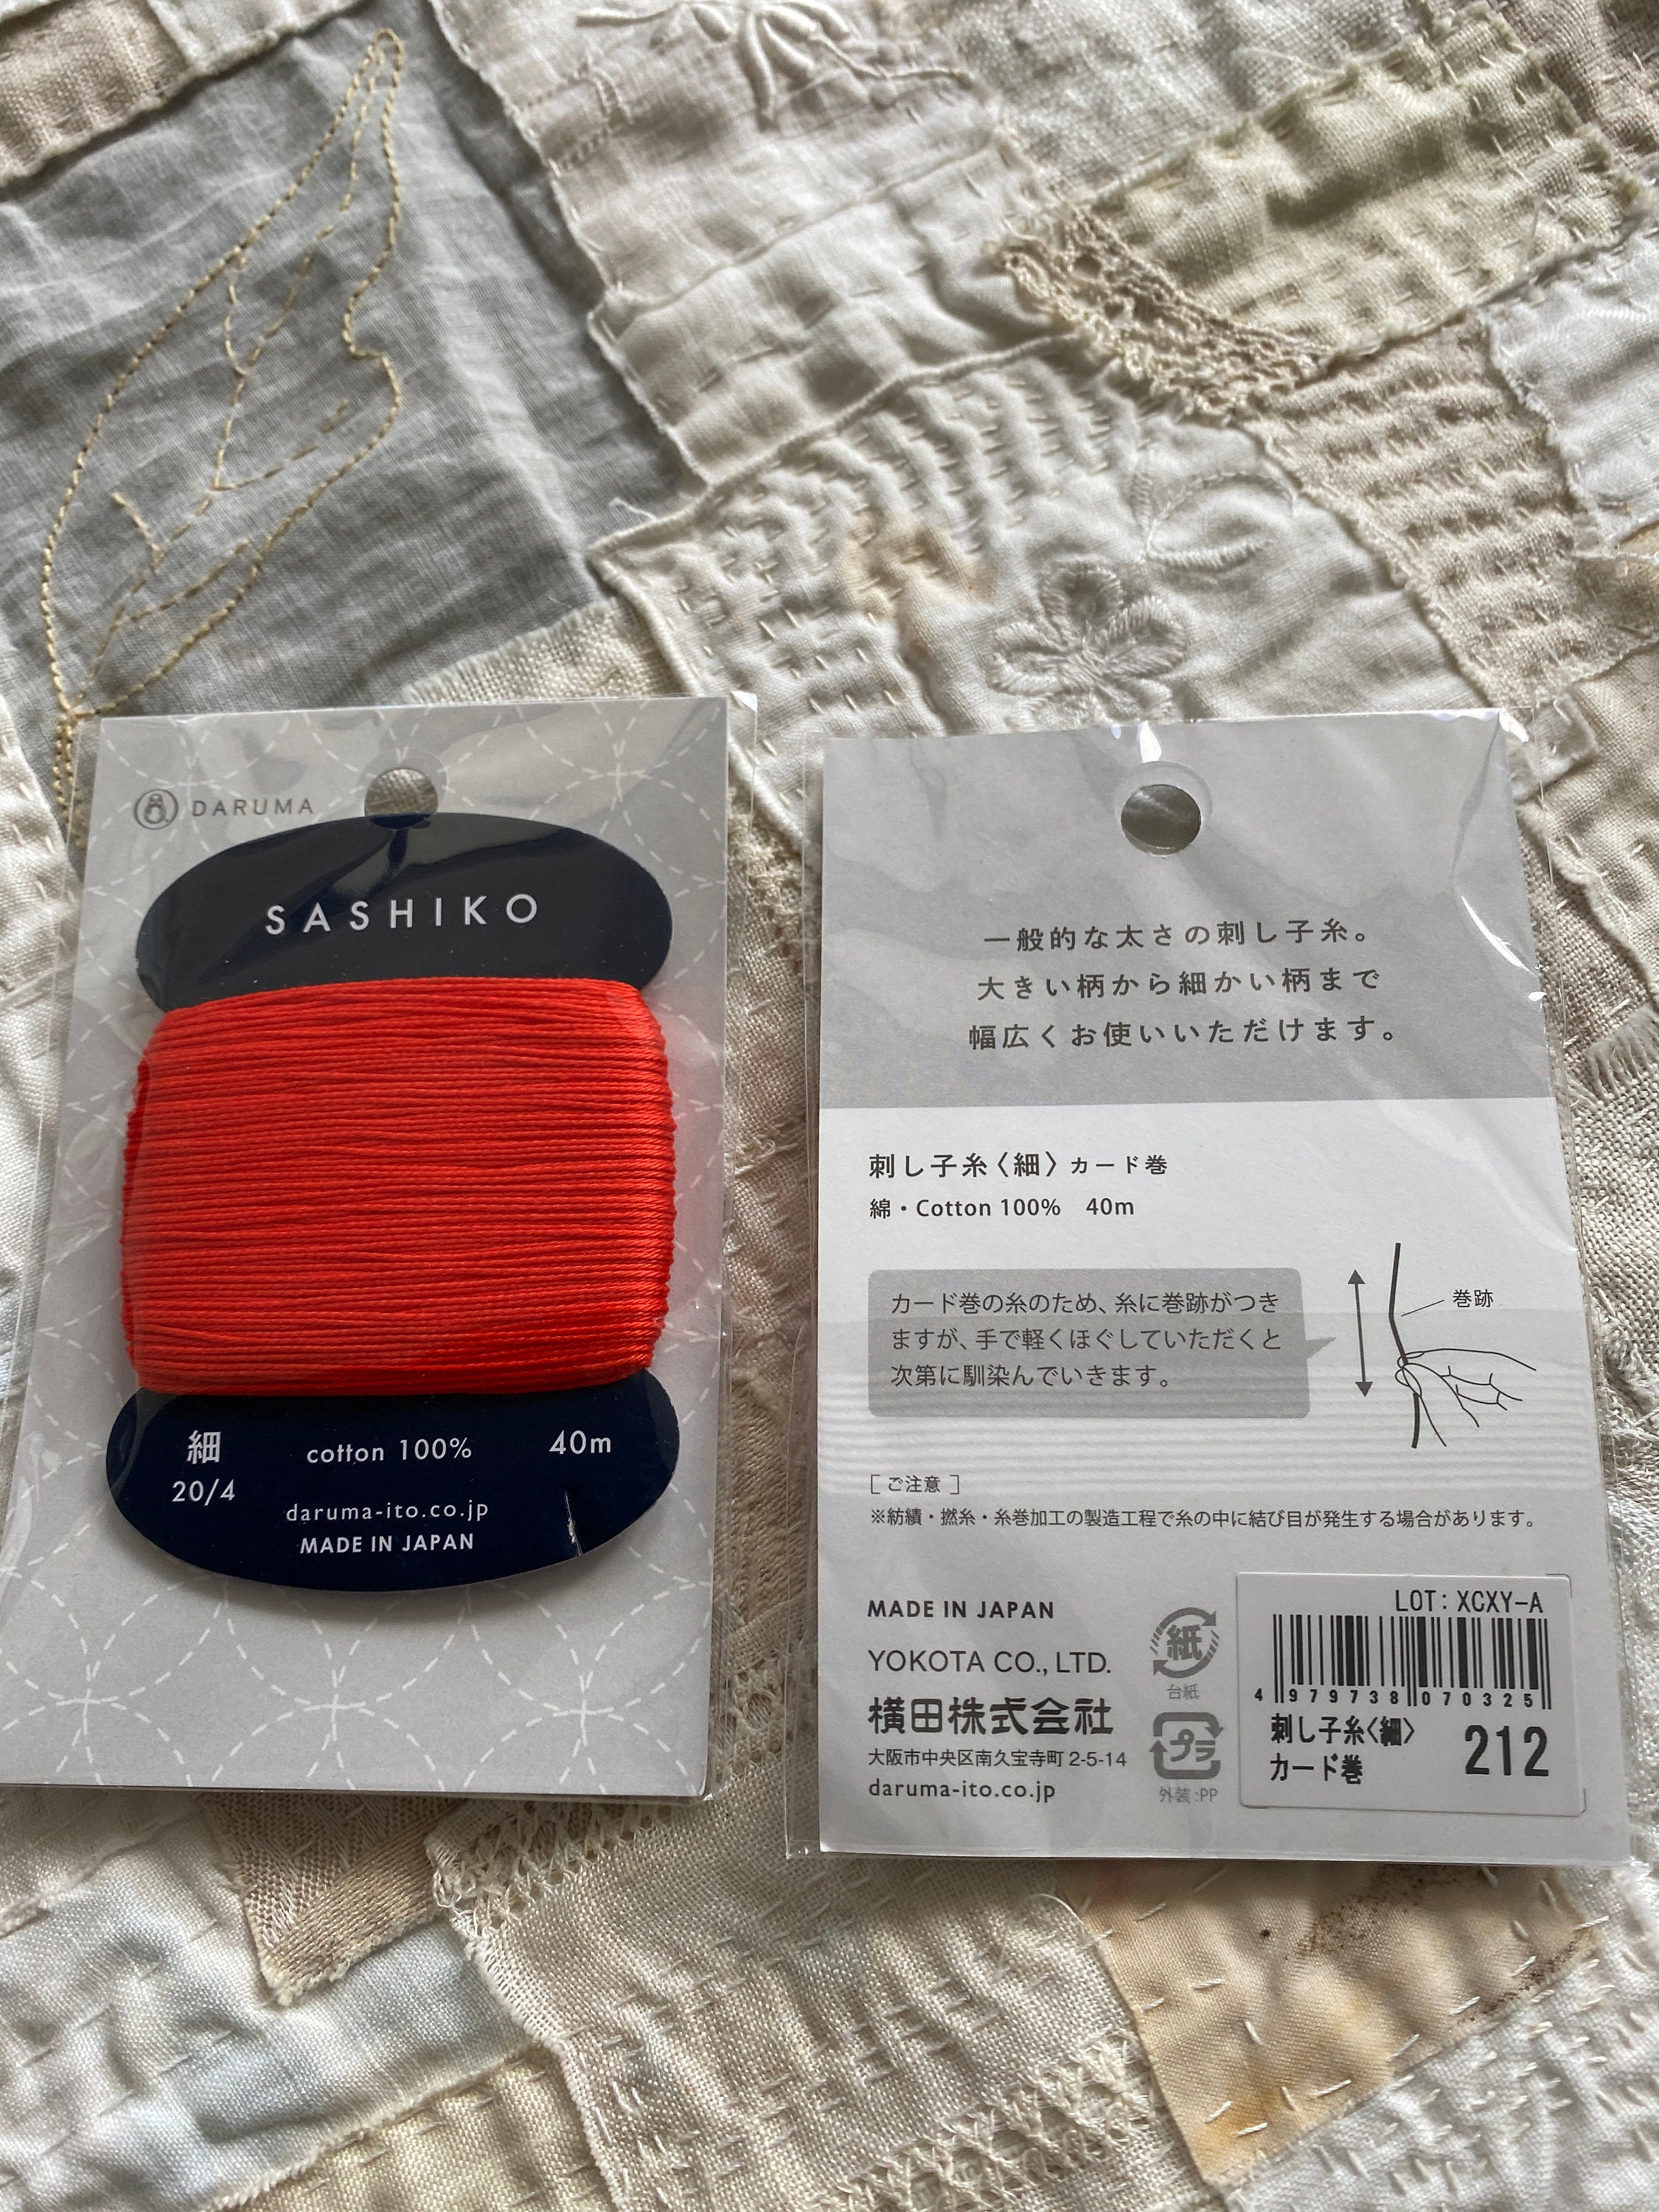 DARUMA
SASHIKO
細
20/4
cotton 100%
40m
daruma-ito.co.jp
MADE IN JAPAN
一般的な太さの刺し子糸。
大きい柄から細かい柄まで
幅広くお使いいただけます。
刺し子糸〈細〉カード巻
綿・Cotton 100% 40m
カード巻の糸のため、糸に巻跡がつき
ますが、手で軽くほぐしていただくと
次第に馴染んでいきます。
巻跡
［ご注意］
※紡績・撚糸・糸巻加工の製造工程で糸の中に結び目が発生する場合があります。
MADE IN JAPAN
YOKOTA CO., LTD.
横田株式会社
大阪市中央区南久宝寺町 2-5-14
daruma-ito.co.jp
紙
台紙
プラ
外装:PP
LOT: XCXY-A
4 979738 070325
刺し子糸〈細〉
カード巻
212